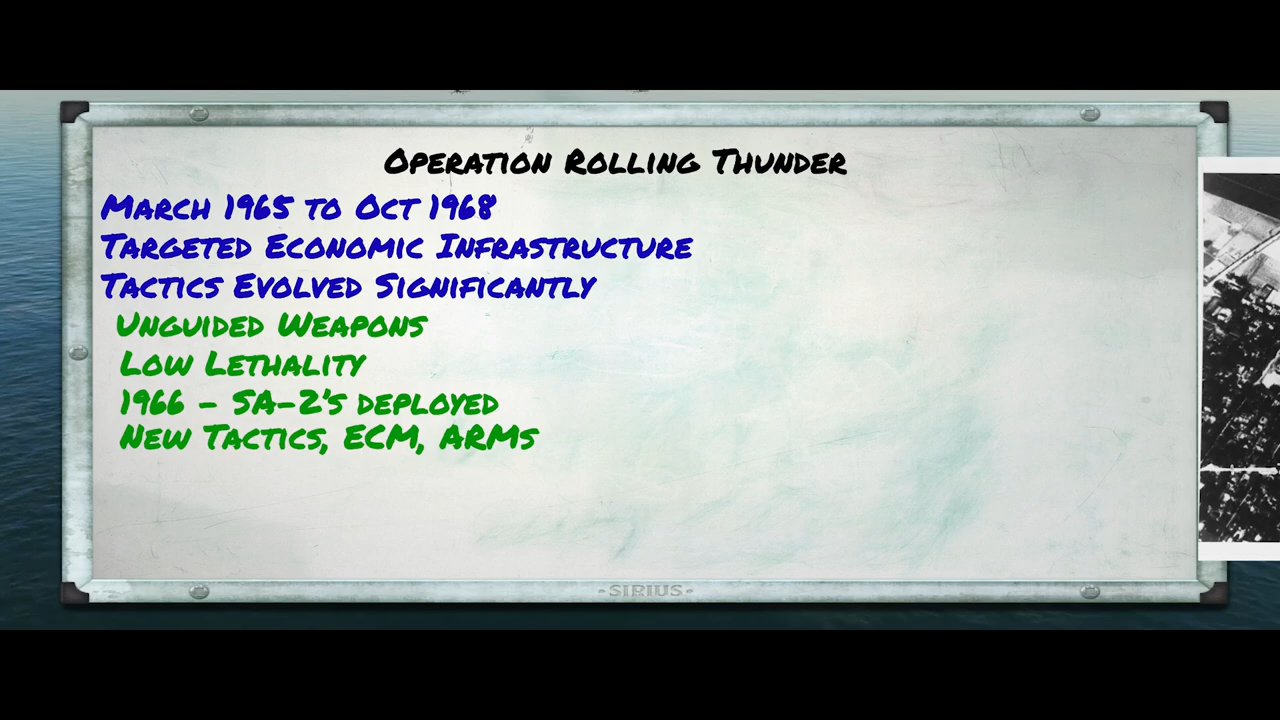 Operation Rolling Thunder
March 1965 to Oct 1968
Targeted Economic Infrastructure
Tactics Evolved Significantly
Unguided Weapons
Low Lethality
1966 - SA-2's deployed
New Tactics, ECM, ARMs
-SIRIUS-